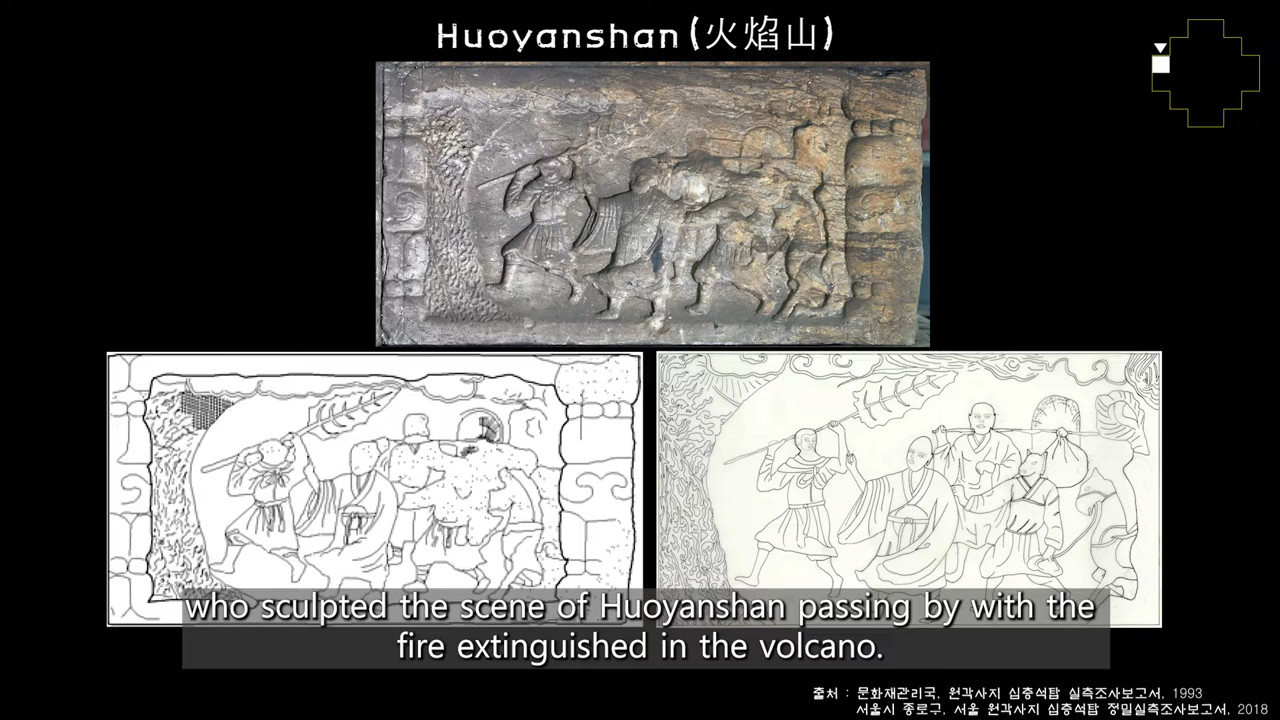 Huoyanshan(火焰山)
who sculpted the scene of Huoyanshan passing by with the
fire extinguished in the volcano.
출처 : 문화재관리국, 원각사지 십층석탑 실측조사보고서, 1993
서울시 종로구, 서울 원각사지 십층석탑 정밀실측조사보고서, 2018